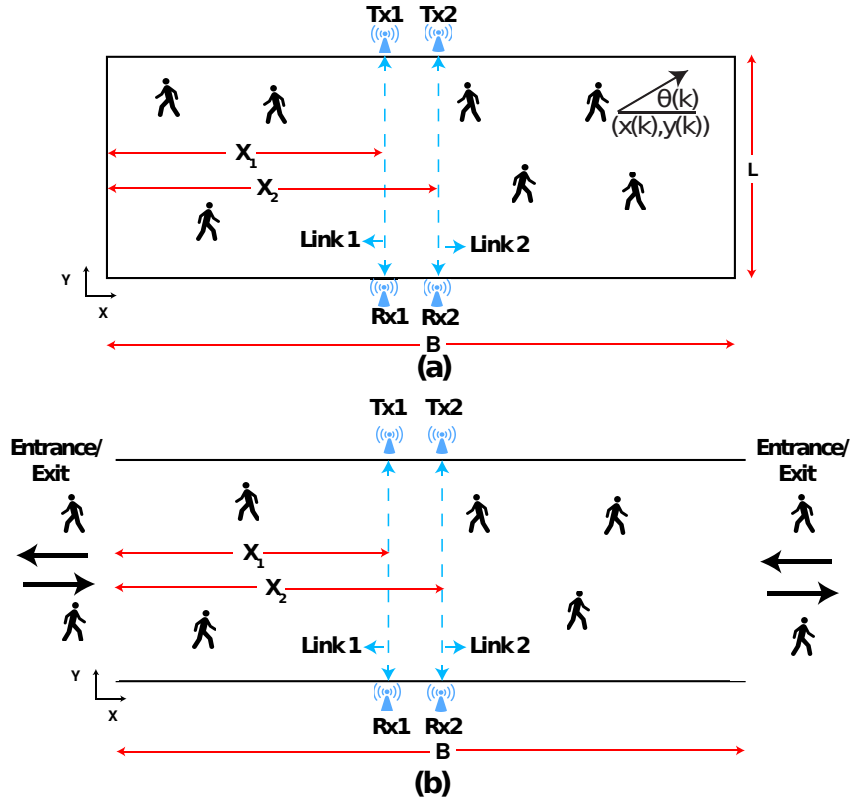 Tx1 Tx2
θ(k)
(x(k),y(k))
X1
L
X2
Link 1 Link 2
Y
X
Rx1 Rx2
B
(a)
Tx1 Tx2
Entrance/
Exit
Entrance/
Exit
X1
X2
Link 1 Link 2
Y
X
Rx1 Rx2
B
(b)